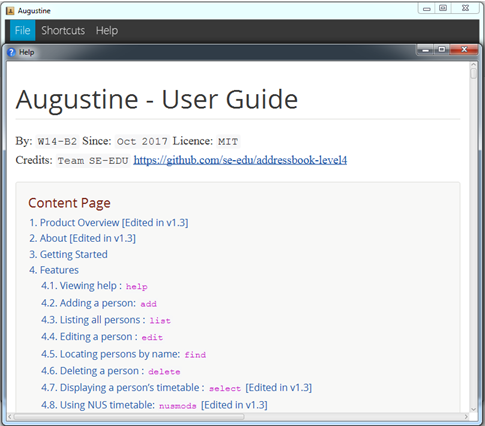 Augustine
File Shortcuts Help
Help
Augustine - User Guide
By: W14-B2 Since: Oct 2017 Licence: MIT
Credits: Team SE-EDU https://github.com/se-edu/addressbook-level4
Content Page
1. Product Overview [Edited in v1.3]
2. About [Edited in v1.3]
3. Getting Started
4. Features
4.1. Viewing help : help
4.2. Adding a person: add
4.3. Listing all persons : list
4.4. Editing a person : edit
4.5. Locating persons by name: find
4.6. Deleting a person : delete
4.7. Displaying a person's timetable : select [Edited in v1.3]
4.8. Using NUS timetable: nusmods [Edited in v1.3]